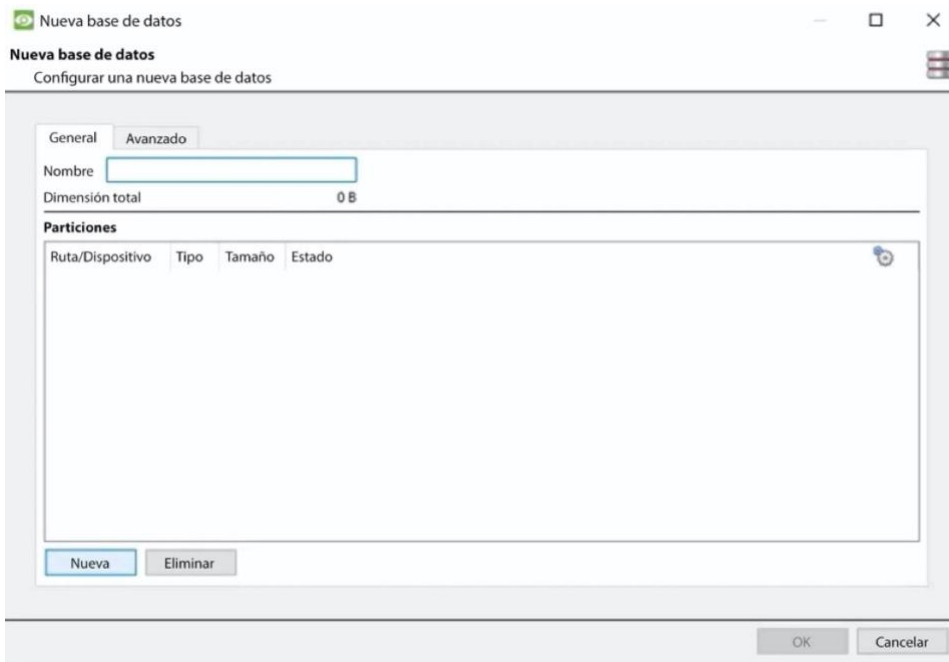 Nueva base de datos
Nueva base de datos
Configurar una nueva base de datos
General Avanzado
Nombre
Dimensión total 0 B
Particiones
Ruta/Dispositivo Tipo Tamaño Estado
Nueva Eliminar
OK Cancelar